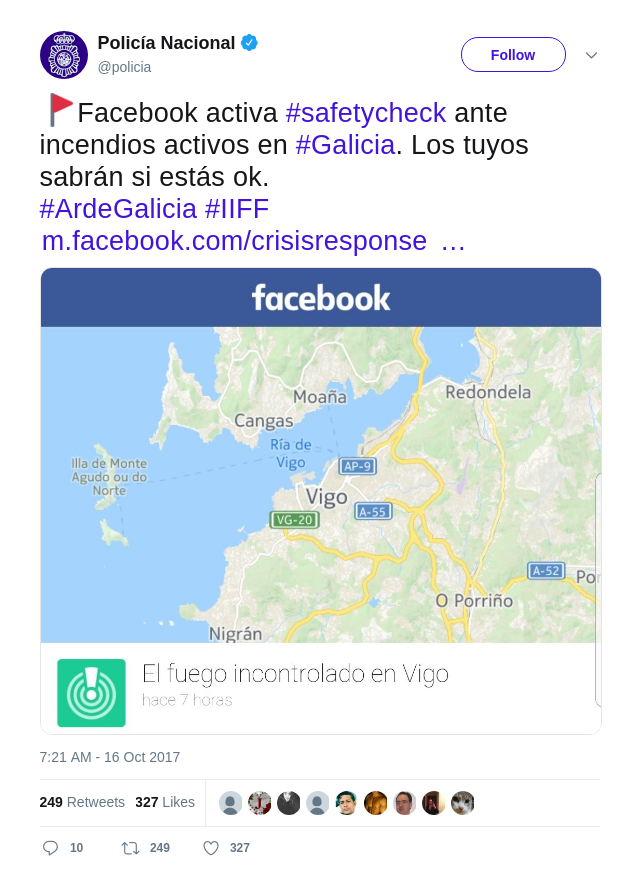 Policía Nacional
@policia
Follow
Facebook activa #safetycheck ante
incendios activos en #Galicia. Los tuyos
sabrán si estás ok.
#ArdeGalicia #IIFF
m.facebook.com/crisisresponse …
facebook
Redondela
Moaña
Cangas
Ría de
Vigo
Illa de Monte
Agudo ou do
Norte
AP-9
Vigo
A-55
VG-20
A-52
Po
O Porriño
Nigrán
El fuego incontrolado en Vigo
hace 7 horas
7:21 AM - 16 Oct 2017
249 Retweets 327 Likes
10 249 327